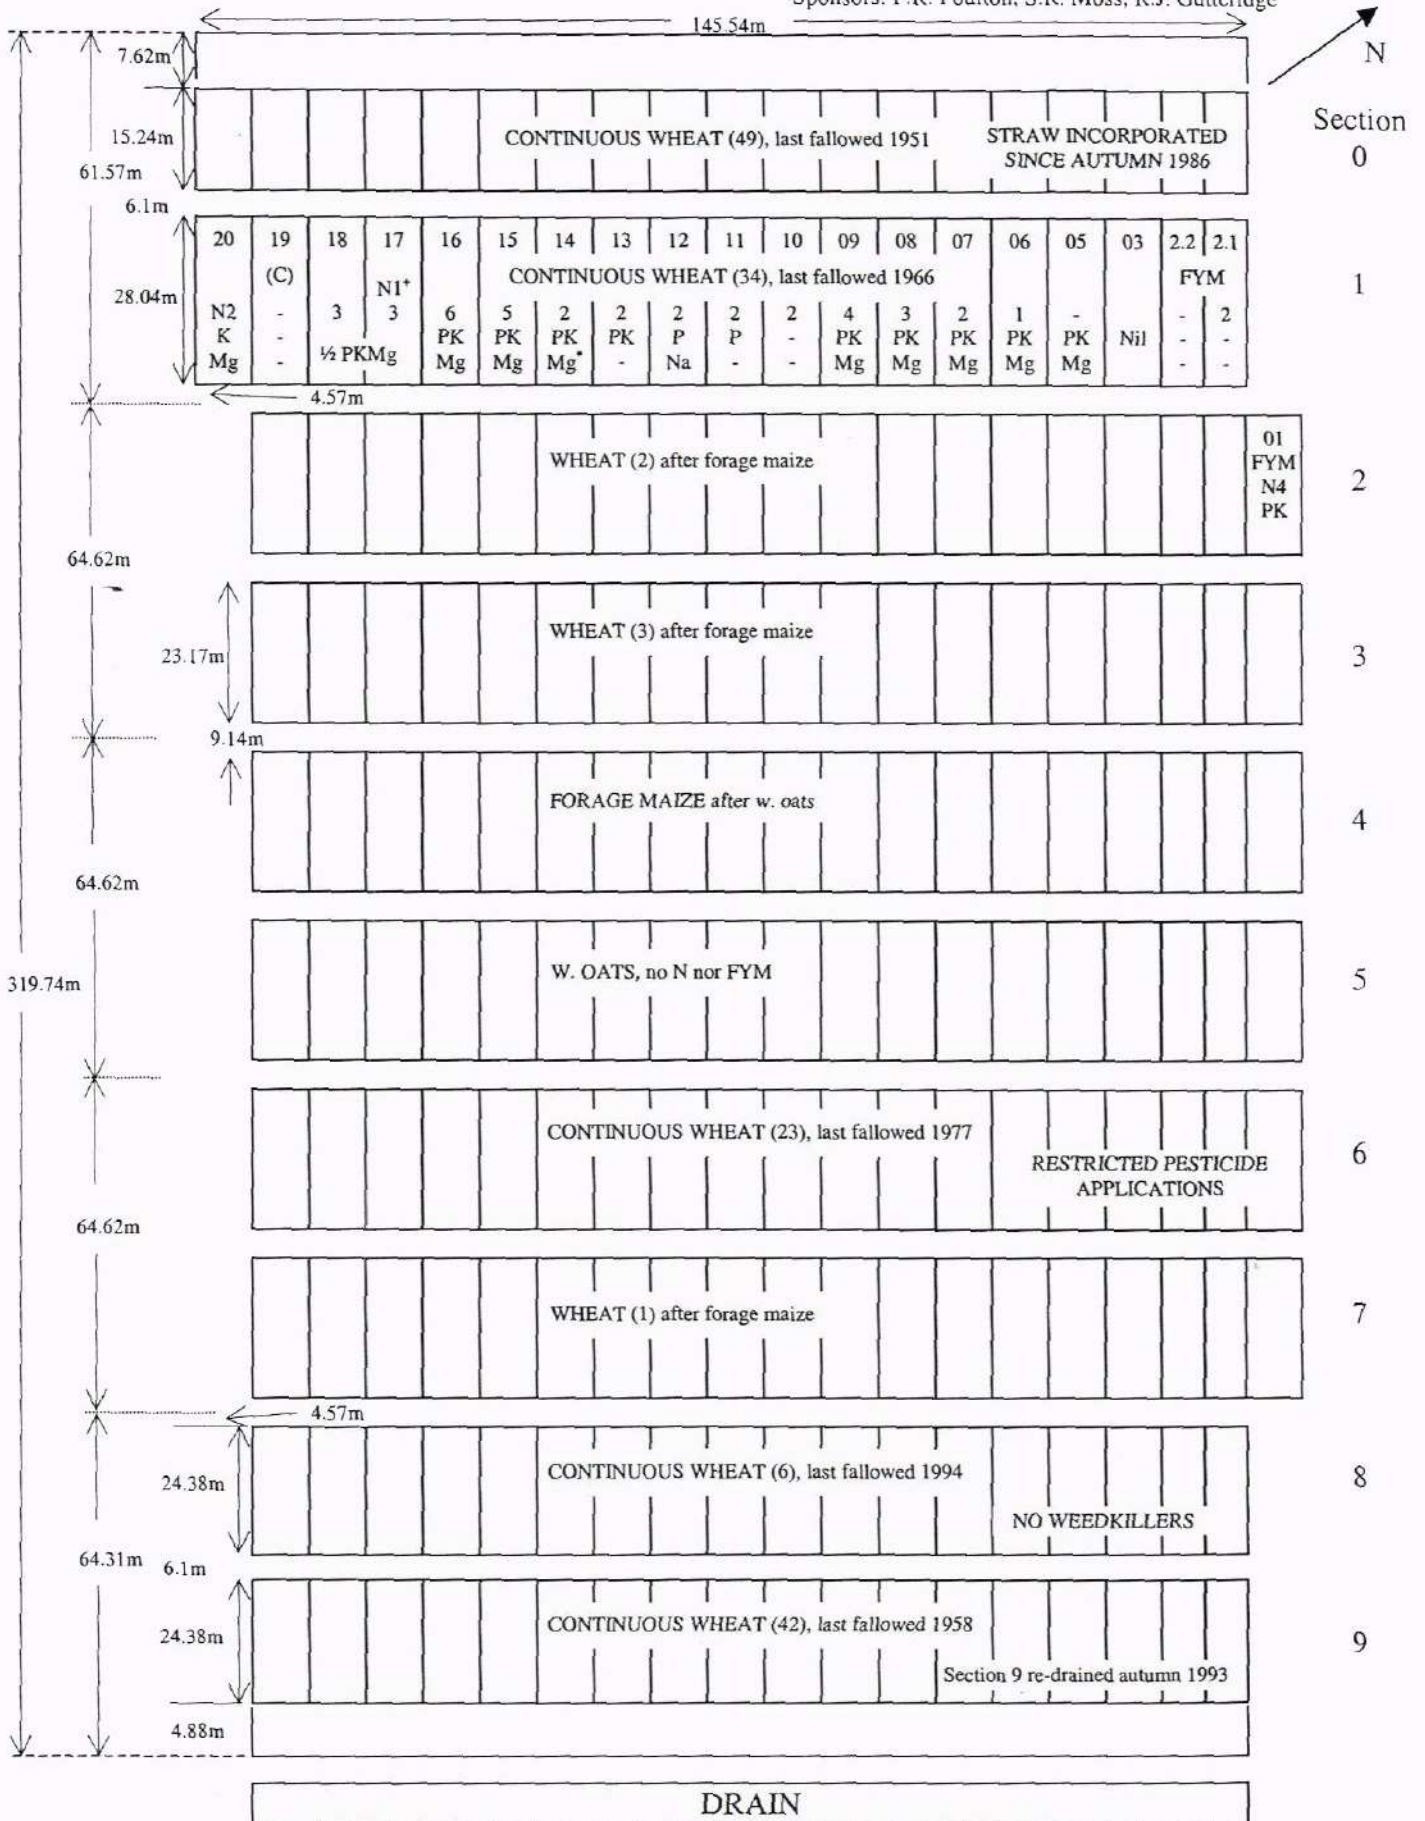 Sponsors: P.R. Poulton, S.R. Moss, R.J. Gutteridge
145.54m
N
7.62m
Section
15.24m
CONTINUOUS WHEAT (49), last fallowed 1951
STRAW INCORPORATED
SINCE AUTUMN 1986
0
61.57m
6.1m
20 19 18 17 16 15 14 13 12 11 10 09 08 07 06 05 03 2.2 2.1
(C) N1+ CONTINUOUS WHEAT (34), last fallowed 1966 FYM
1
28.04m
N2 - 3 3 6 5 2 2 2 2 2 4 3 2 1 - - 2
K - PK PK PK PK P P - PK PK PK PK PK Nil - -
½ PKMg
Mg - Mg Mg Mg* - Na - - Mg Mg Mg Mg Mg - -
4.57m
WHEAT (2) after forage maize
01
FYM
N4
PK
2
64.62m
WHEAT (3) after forage maize
23.17m
3
9.14m
FORAGE MAIZE after w. oats
4
64.62m
W. OATS, no N nor FYM
5
319.74m
CONTINUOUS WHEAT (23), last fallowed 1977
RESTRICTED PESTICIDE
APPLICATIONS
6
64.62m
WHEAT (1) after forage maize
7
4.57m
CONTINUOUS WHEAT (6), last fallowed 1994
24.38m
8
NO WEEDKILLERS
64.31m
6.1m
CONTINUOUS WHEAT (42), last fallowed 1958
24.38m
9
Section 9 re-drained autumn 1993
4.88m
DRAIN